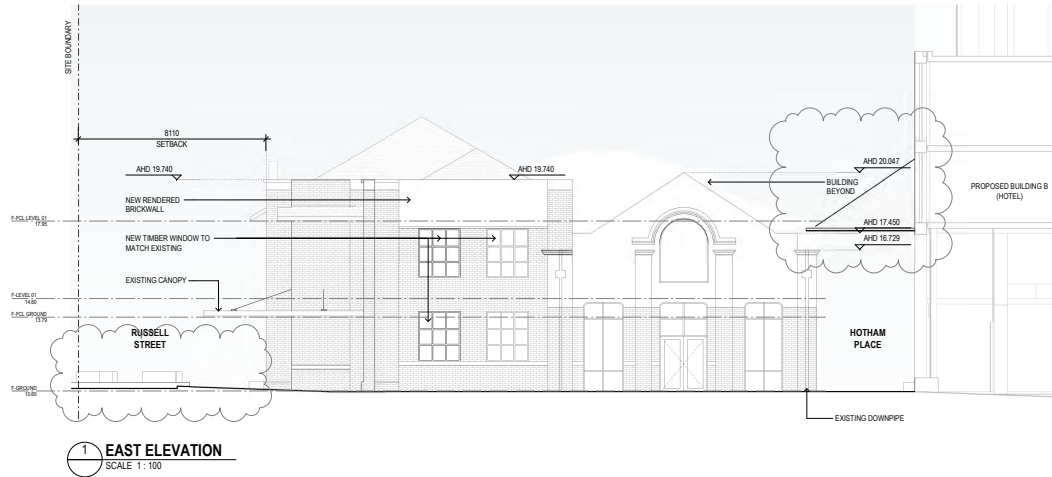 SITE BOUNDARY
8110
SETBACK
AHD 19.740
AHD 19.740
AHD 20.047
NEW RENDERED
BRICKWALL
BUILDING
BEYOND
PROPOSED BUILDING B
(HOTEL)
F-FCL LEVEL 01
17.95
AHD 17.450
NEW TIMBER WINDOW TO
MATCH EXISTING
AHD 16.729
EXISTING CANOPY
F-LEVEL 01
14.60
F-FCL GROUND
13.79
RUSSELL
STREET
HOTHAM
PLACE
F-GROUND
10.60
EXISTING DOWNPIPE
1
EAST ELEVATION
SCALE 1 : 100